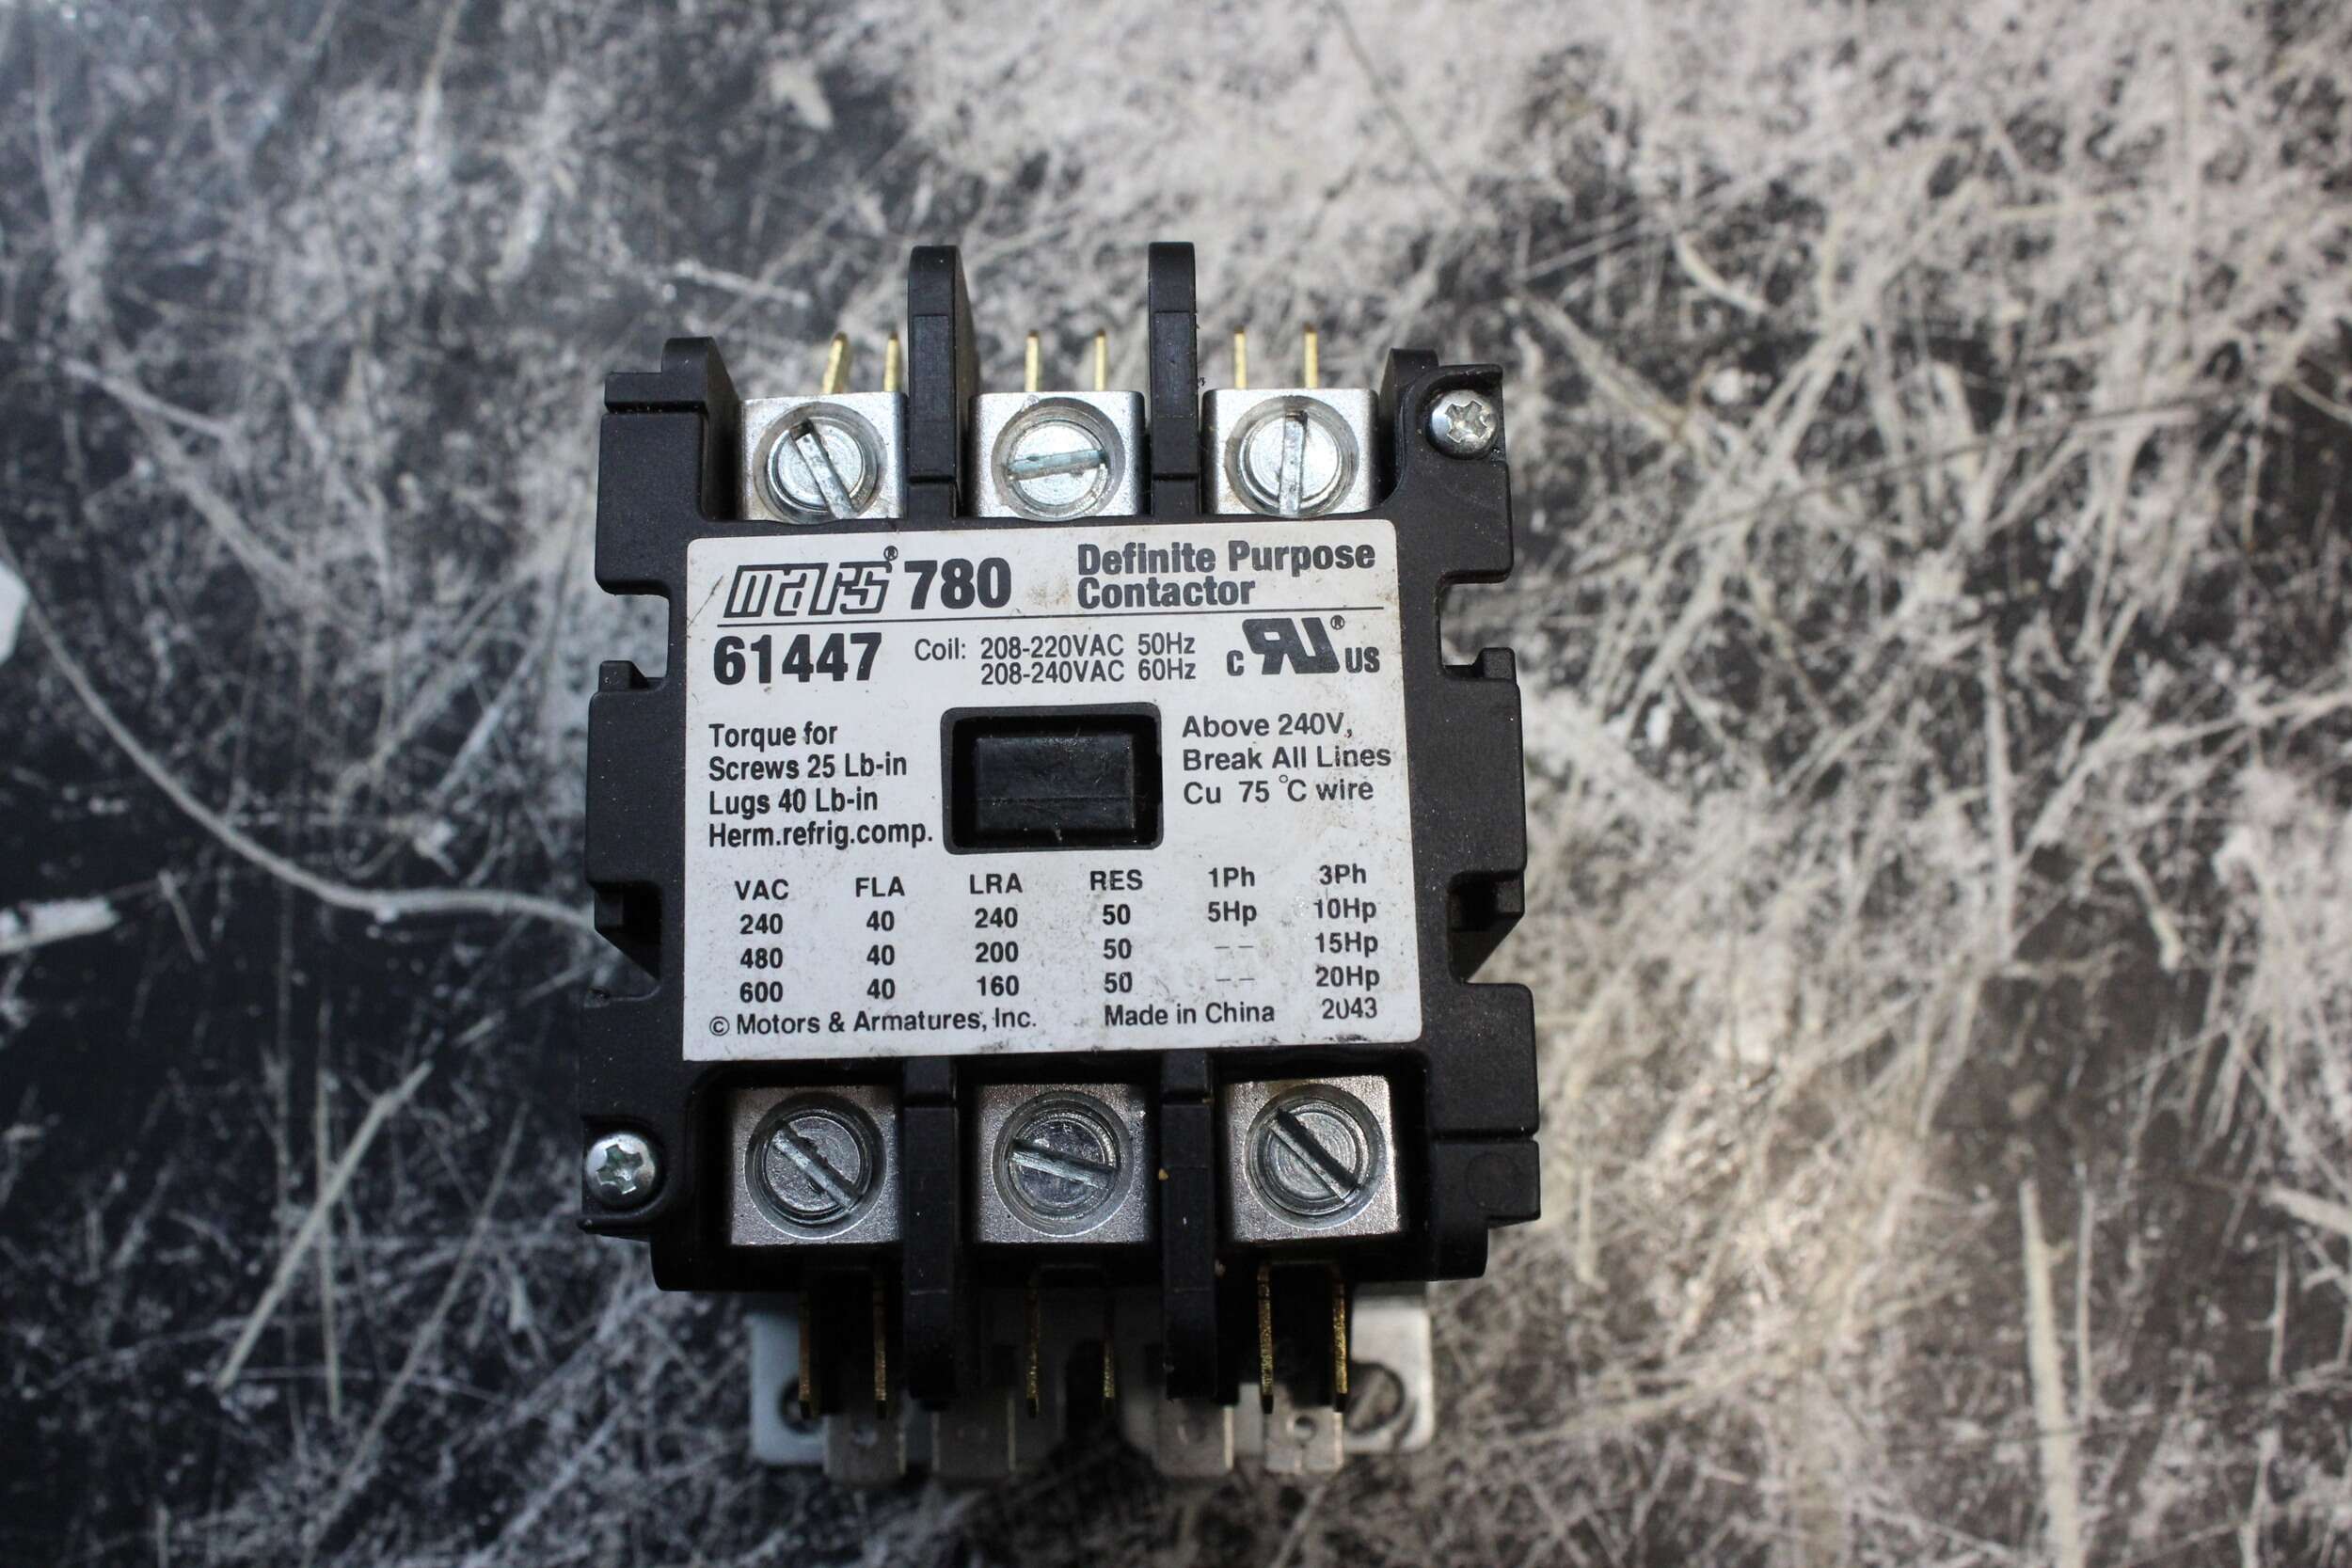 mars® 780 Definite Purpose
Contactor
61447 Coil: 208-220VAC 50Hz
208-240VAC 60Hz
c RU® US
Torque for
Screws 25 Lb-in
Lugs 40 Lb-in
Herm.refrig.comp.
Above 240V,
Break All Lines
Cu 75 °C wire
VAC FLA LRA RES 1Ph 3Ph
240 40 240 50 5Hp 10Hp
480 40 200 50 -- 15Hp
600 40 160 50 -- 20Hp
© Motors & Armatures, Inc. Made in China 2043